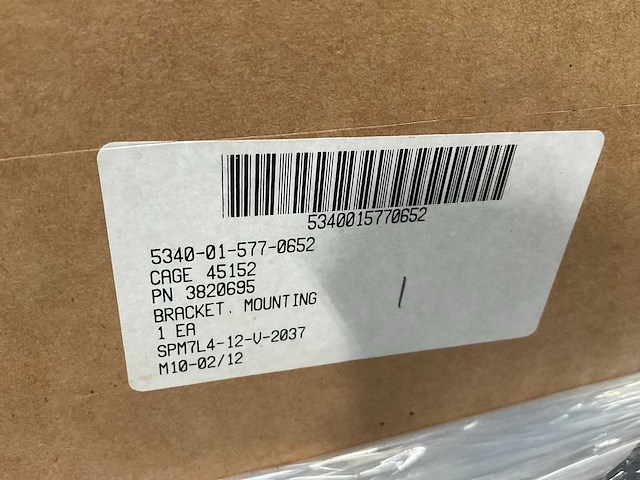 5340015770652
5340-01-577-0652
CAGE 45152
PN 3820695
BRACKET, MOUNTING
1 EA
SPM7L4-12-V-2037
M10-02/12